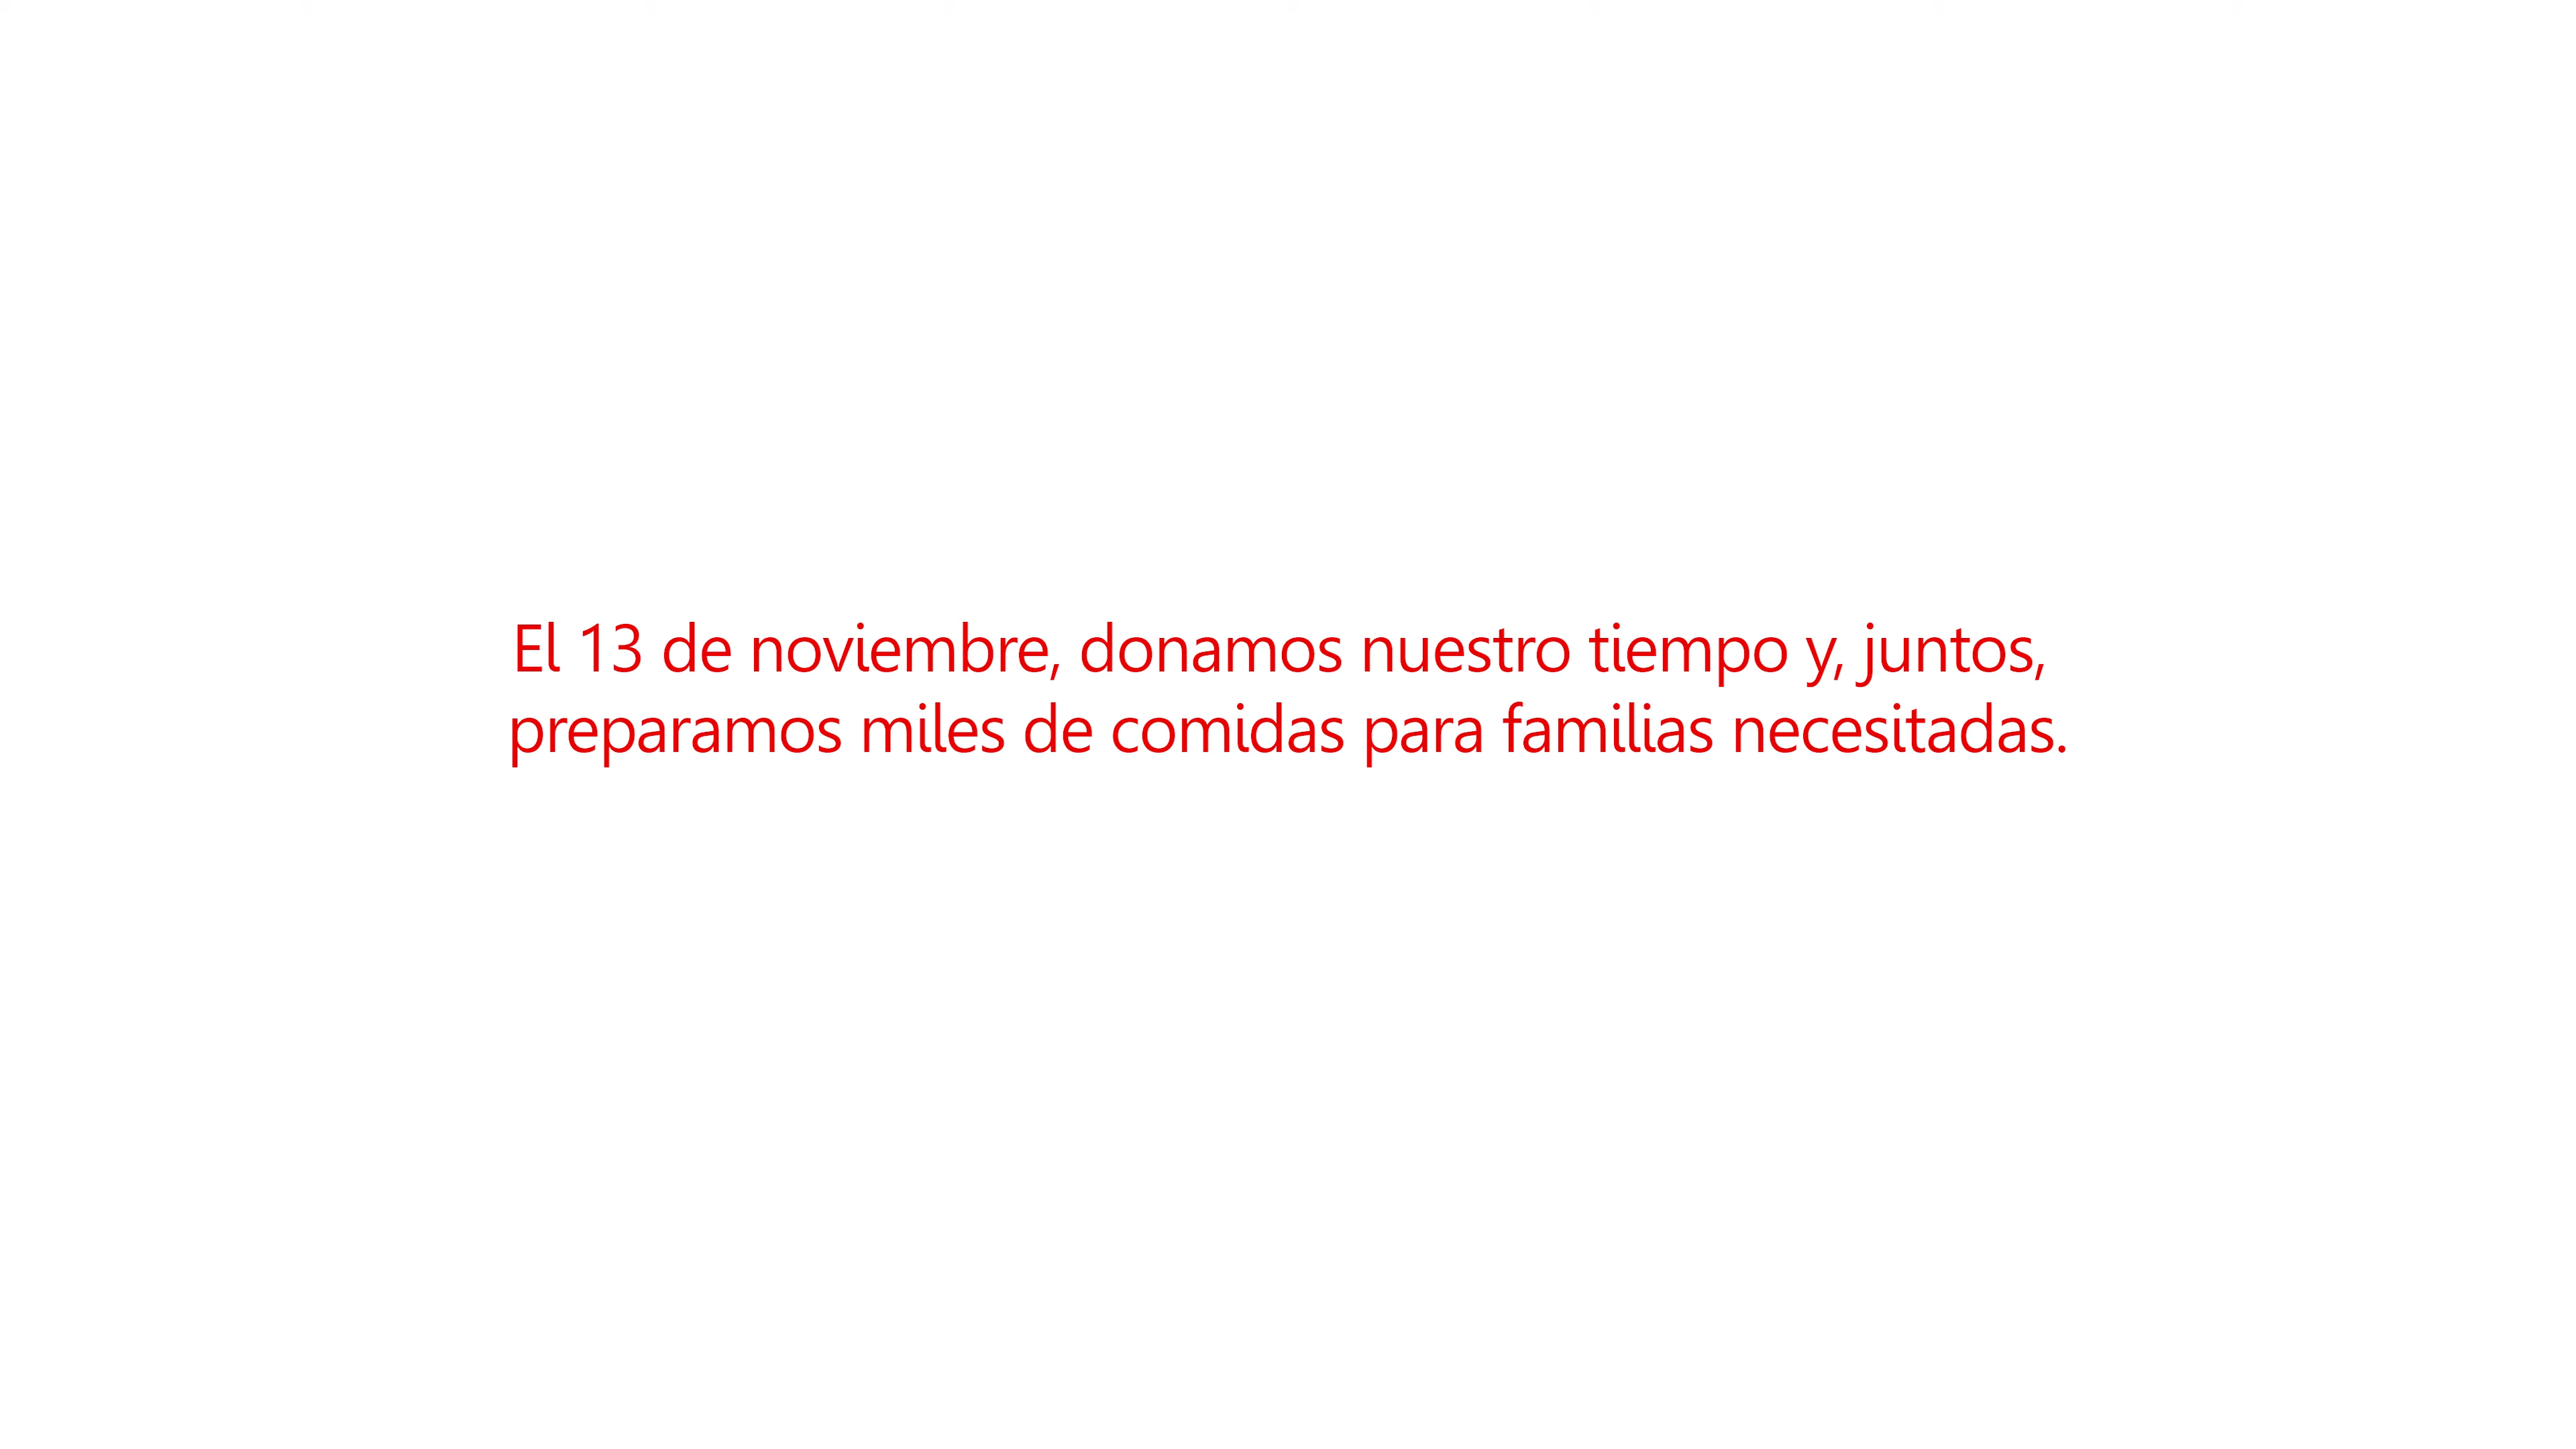 El 13 de noviembre, donamos nuestro tiempo y, juntos,
preparamos miles de comidas para familias necesitadas.